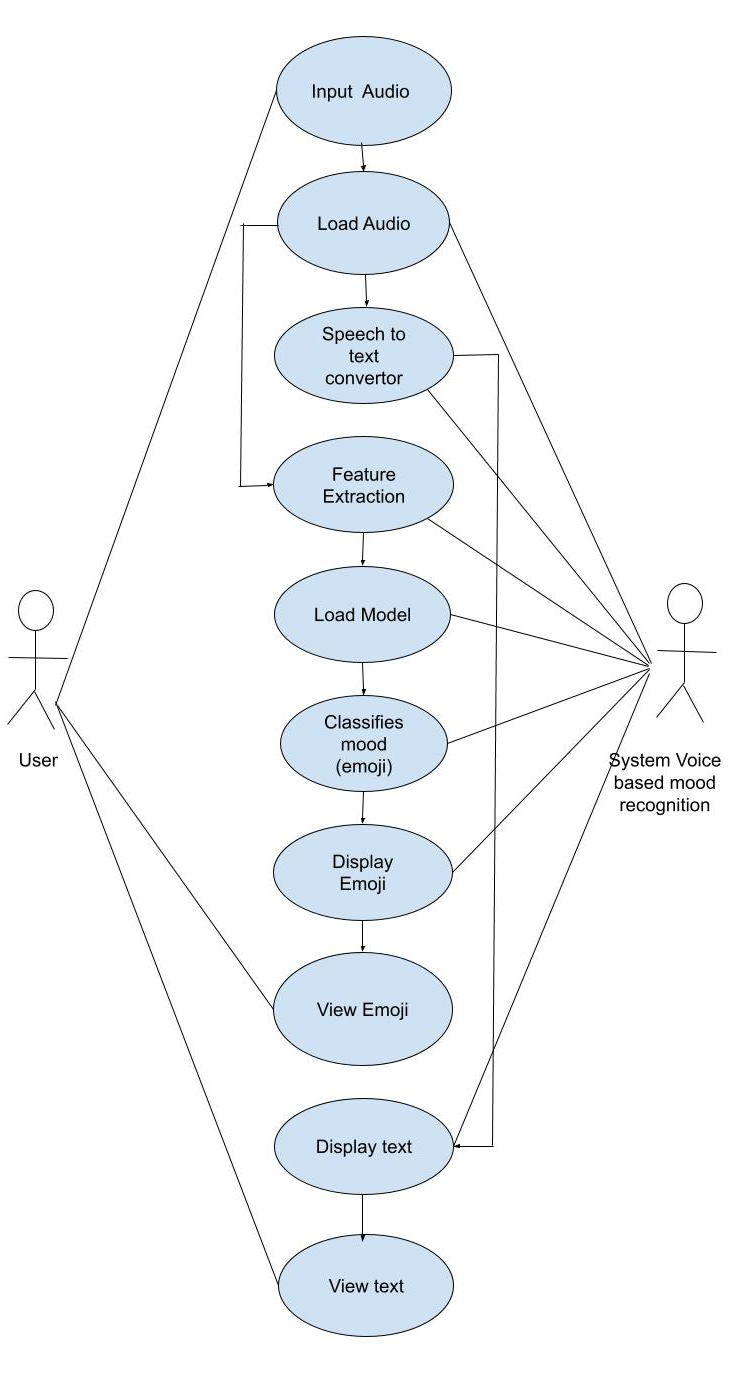 Input  Audio
Load Audio
Speech to
text
convertor
Feature
Extraction
Load Model
Classifies
mood
(emoji)
User
System Voice
based mood
recognition
Display
Emoji
View Emoji
Display text
View text